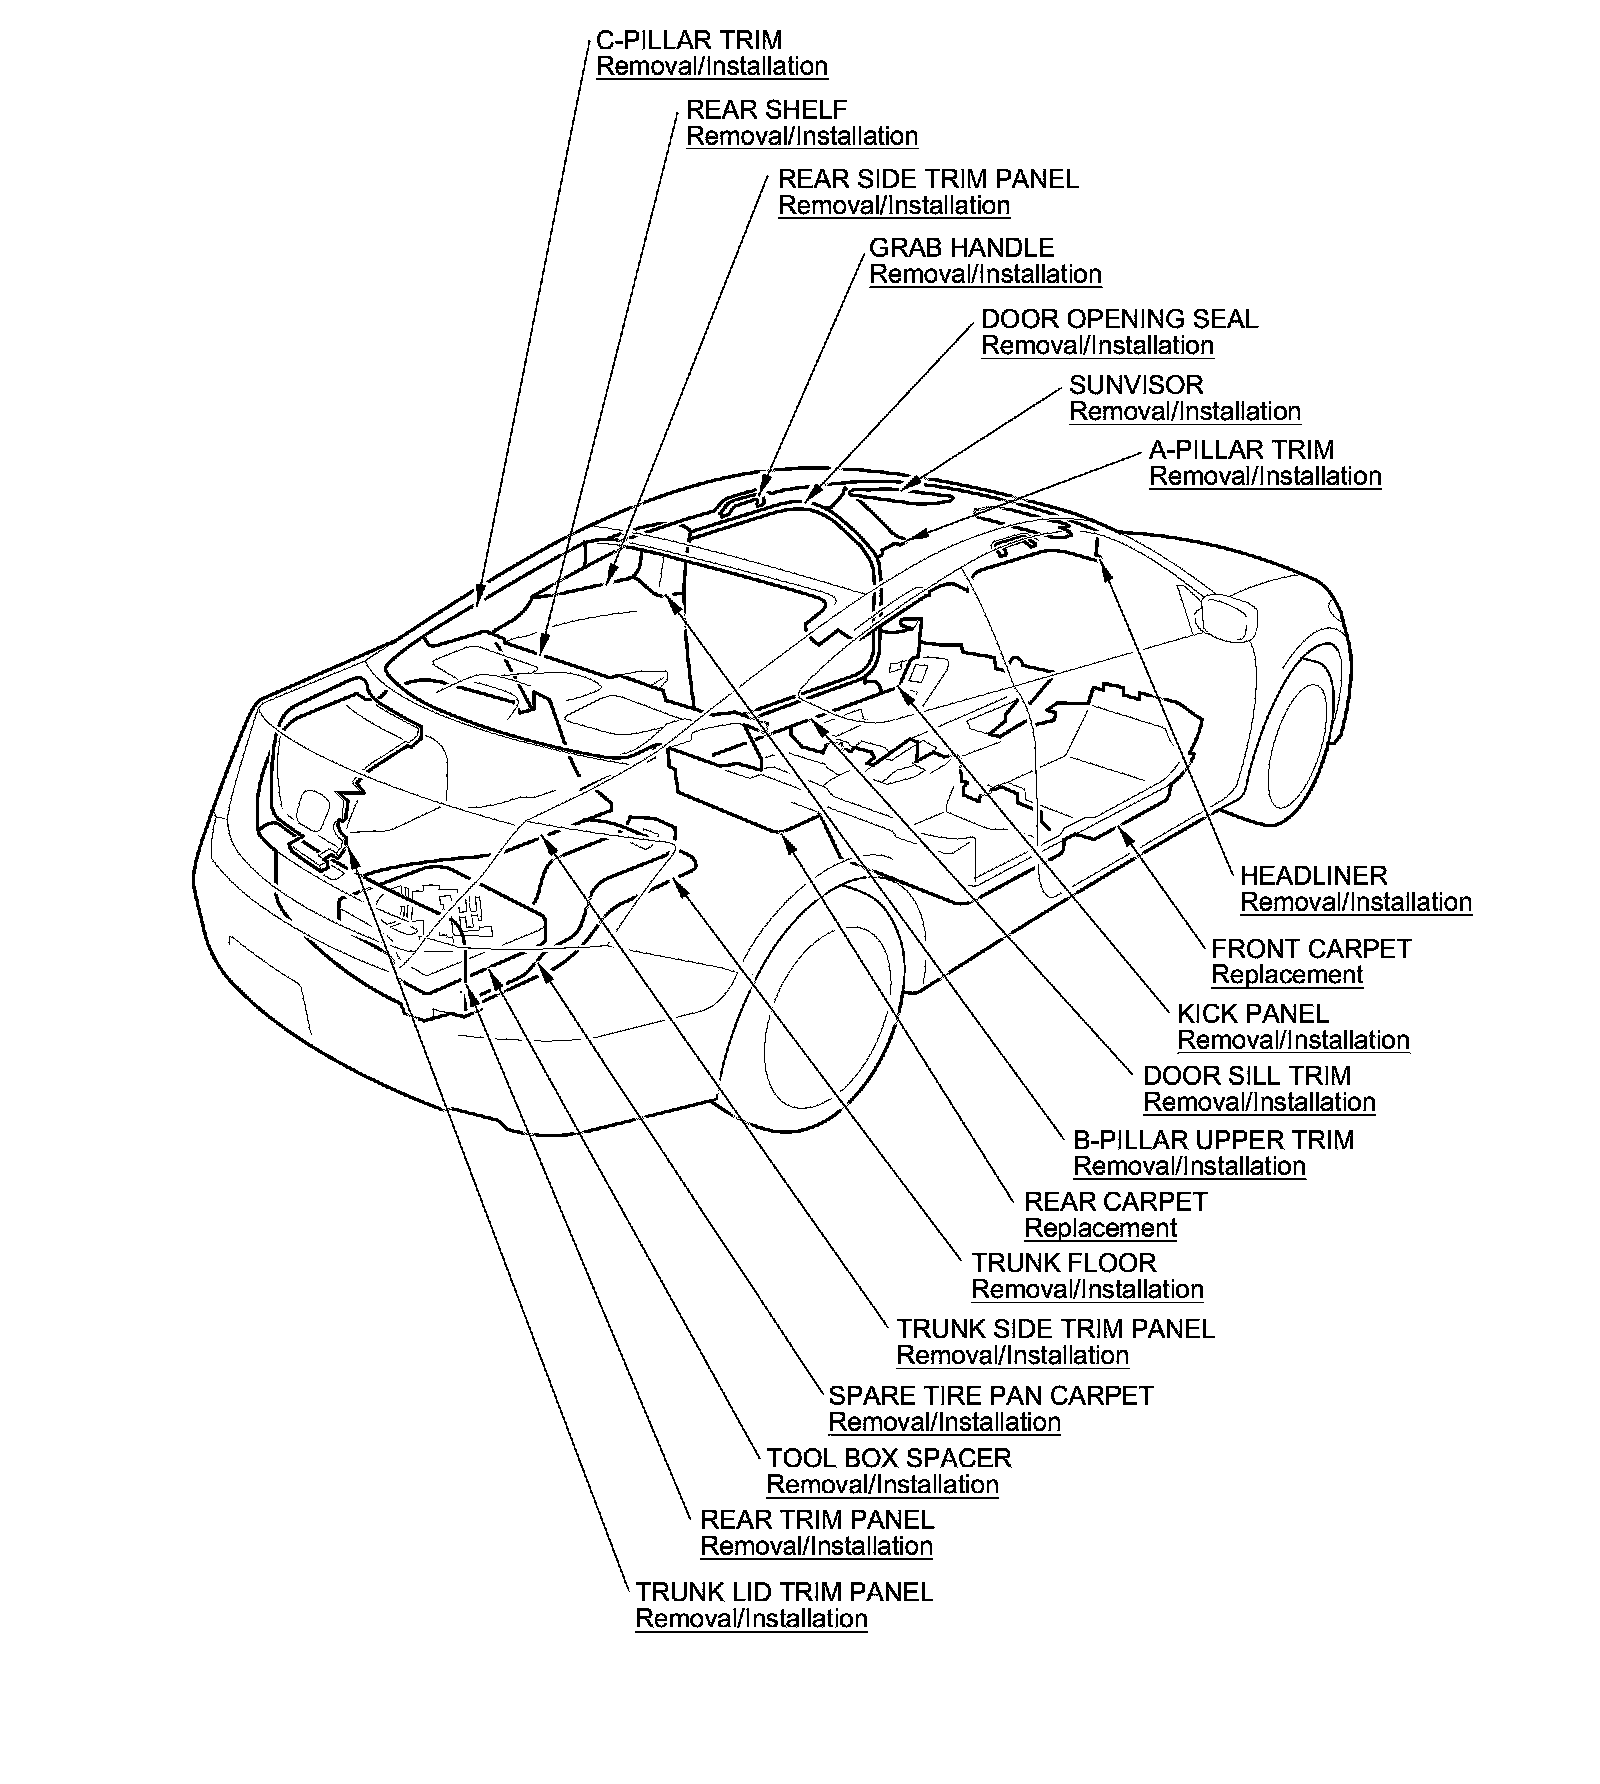 C-PILLAR TRIM
Removal/Installation
REAR SHELF
Removal/Installation
REAR SIDE TRIM PANEL
Removal/Installation
GRAB HANDLE
Removal/Installation
DOOR OPENING SEAL
Removal/Installation
SUNVISOR
Removal/Installation
A-PILLAR TRIM
Removal/Installation
HEADLINER
Removal/Installation
FRONT CARPET
Replacement
KICK PANEL
Removal/Installation
DOOR SILL TRIM
Removal/Installation
B-PILLAR UPPER TRIM
Removal/Installation
REAR CARPET
Replacement
TRUNK FLOOR
Removal/Installation
TRUNK SIDE TRIM PANEL
Removal/Installation
SPARE TIRE PAN CARPET
Removal/Installation
TOOL BOX SPACER
Removal/Installation
REAR TRIM PANEL
Removal/Installation
TRUNK LID TRIM PANEL
Removal/Installation